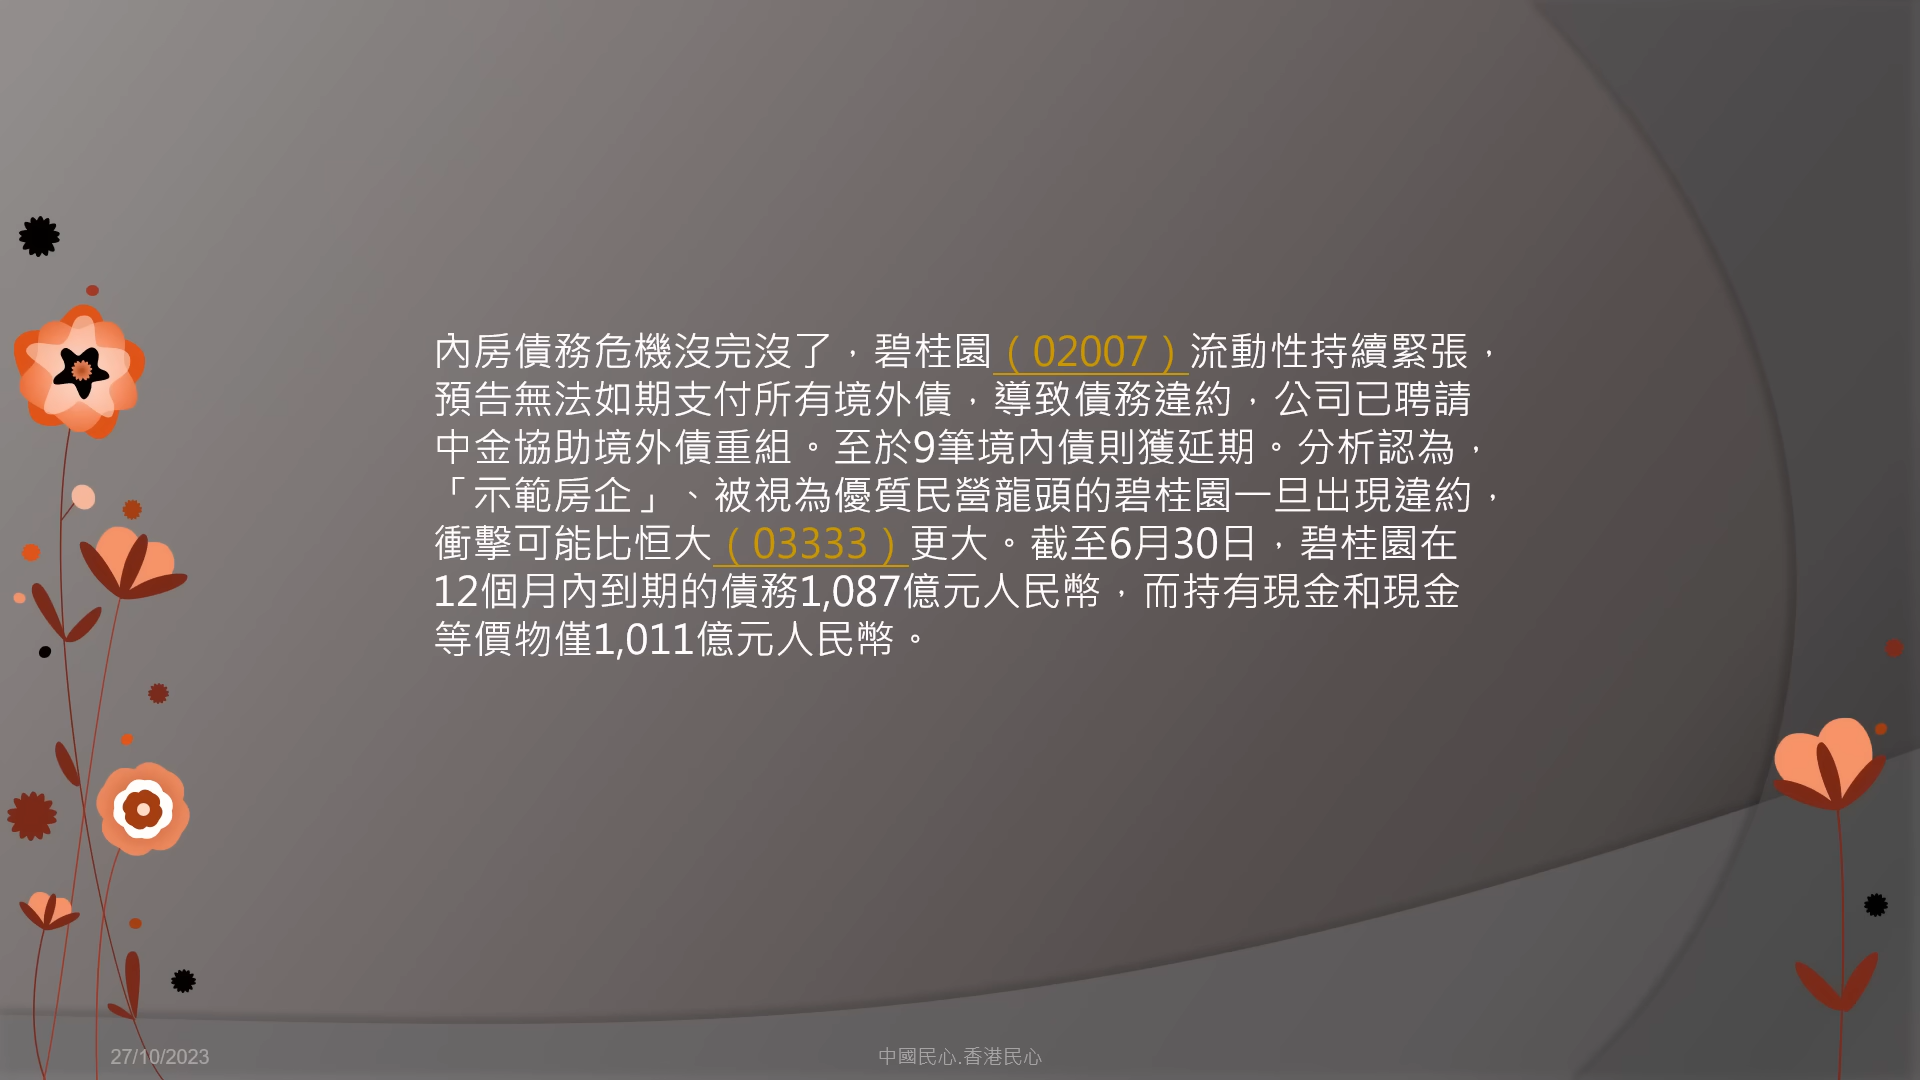 內房債務危機沒完沒了，碧桂園（02007）流動性持續緊張，
預告無法如期支付所有境外債，導致債務違約，公司已聘請
中金協助境外債重組。至於9筆境內債則獲延期。分析認為，
「示範房企」、被視為優質民營龍頭的碧桂園一旦出現違約，
衝擊可能比恒大（03333）更大。截至6月30日，碧桂園在
12個月內到期的債務1,087億元人民幣，而持有現金和現金
等價物僅1,011億元人民幣。
27/10/2023
中國民心.香港民心